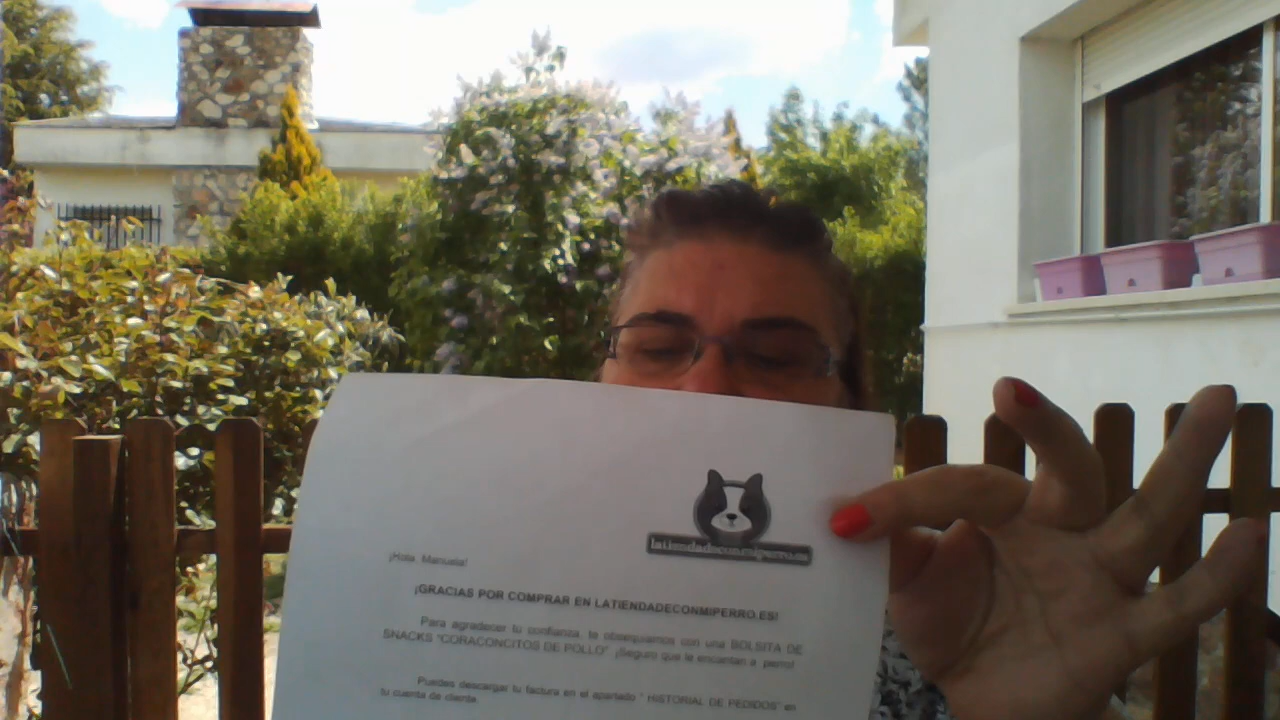 latiendadeconmiperro.es
¡Hola Manuela!
¡GRACIAS POR COMPRAR EN LATIENDADECONMIPERRO.ES!
Para agradecer tu confianza, te obsequiamos con una BOLSITA DE
SNACKS "CORACONCITOS DE POLLO" ¡Seguro que le encantan a perro!
Puedes descargar tu factura en el apartado " HISTORIAL DE PEDIDOS" en
tu cuenta de cliente